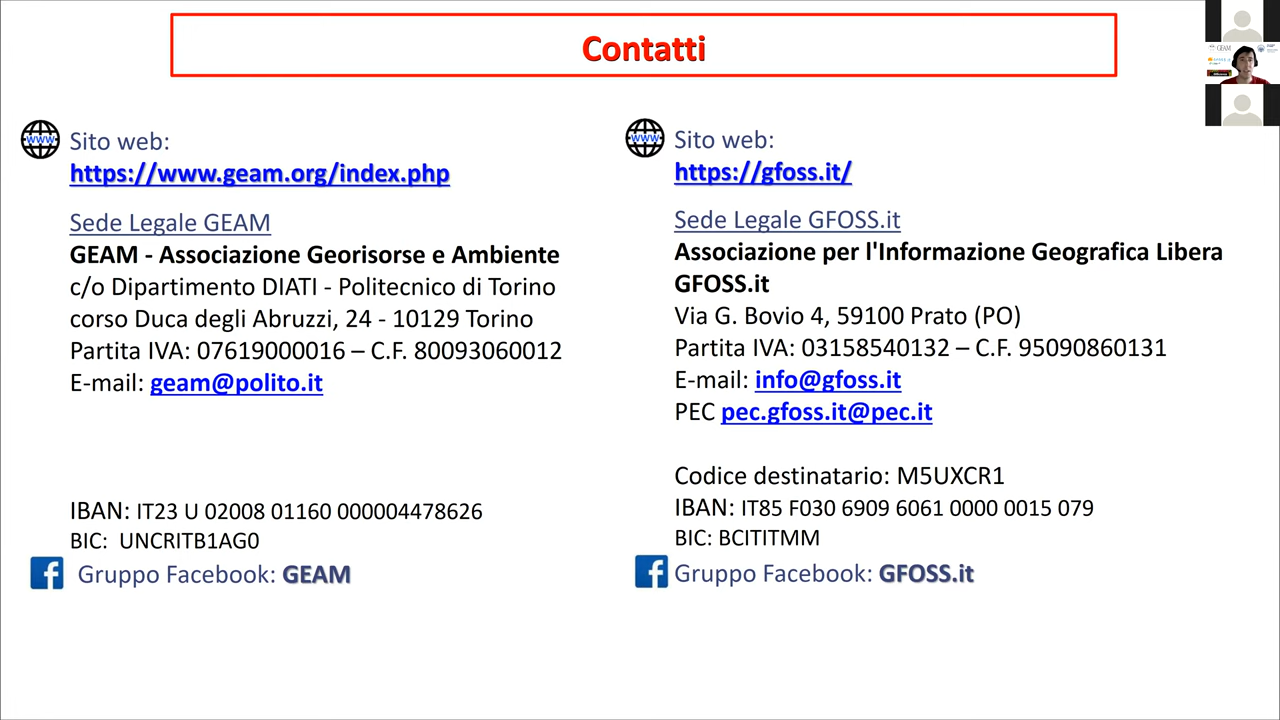 Contatti
www
Sito web:
https://www.geam.org/index.php
Sede Legale GEAM
GEAM - Associazione Georisorse e Ambiente
c/o Dipartimento DIATI - Politecnico di Torino
corso Duca degli Abruzzi, 24 - 10129 Torino
Partita IVA: 07619000016 – C.F. 80093060012
E-mail: geam@polito.it
IBAN: IT23 U 02008 01160 000004478626
BIC: UNCRITB1AG0
Gruppo Facebook: GEAM
www
Sito web:
https://gfoss.it/
Sede Legale GFOSS.it
Associazione per l'Informazione Geografica Libera
GFOSS.it
Via G. Bovio 4, 59100 Prato (PO)
Partita IVA: 03158540132 – C.F. 95090860131
E-mail: info@gfoss.it
PEC pec.gfoss.it@pec.it
Codice destinatario: M5UXCR1
IBAN: IT85 F030 6909 6061 0000 0015 079
BIC: BCITITMM
Gruppo Facebook: GFOSS.it
GEAM